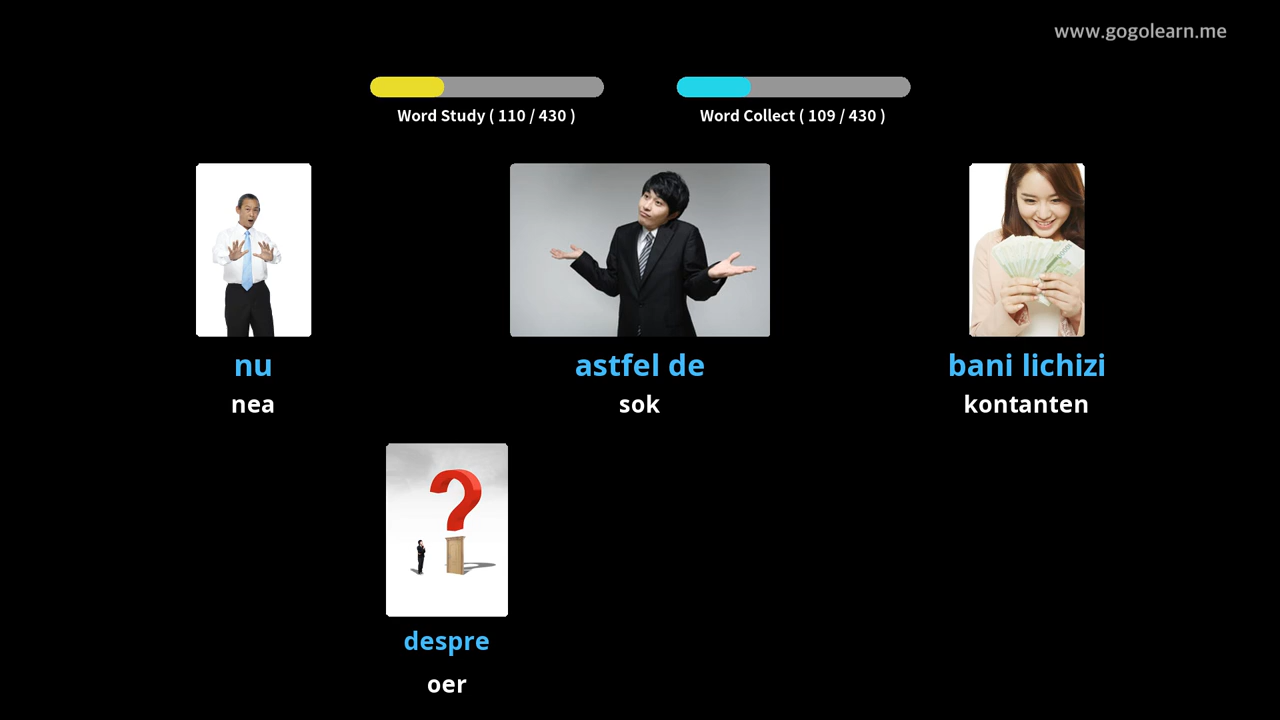 www.gogolearn.me
Word Study ( 110 / 430 )
Word Collect ( 109 / 430 )
nu
nea
astfel de
sok
bani lichizi
kontanten
despre
oer